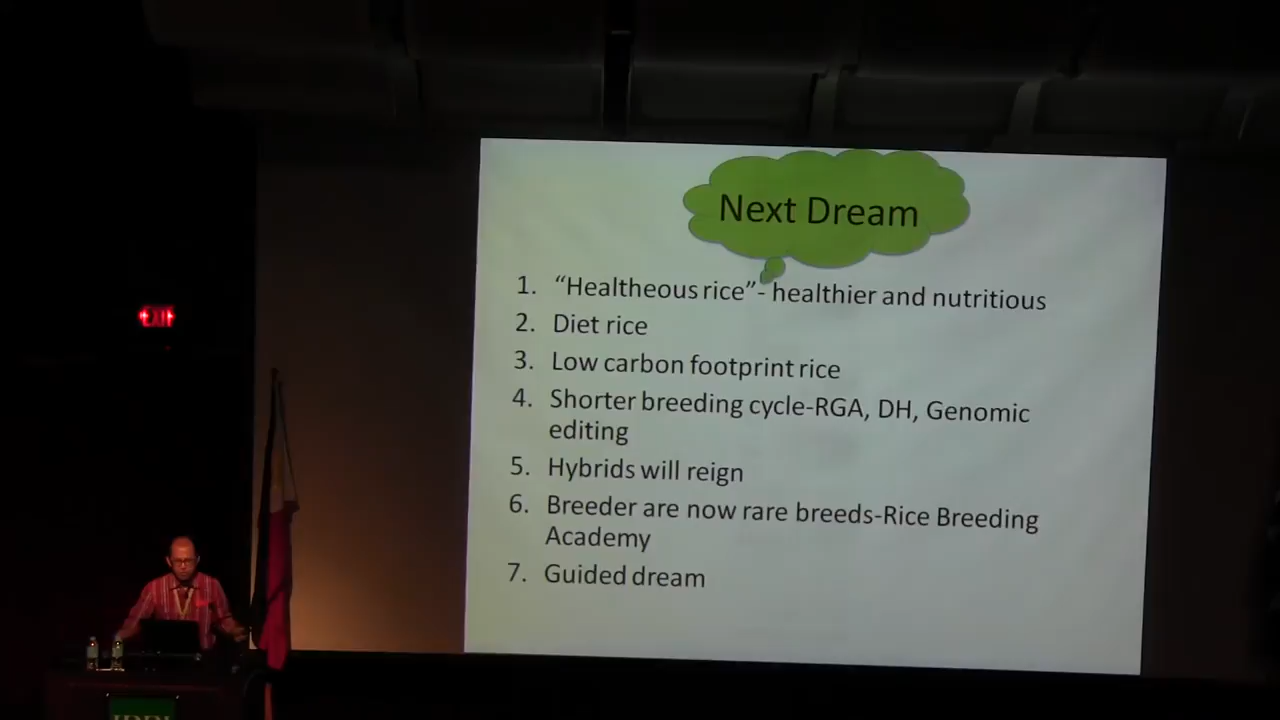 Next Dream
1. “Healtheous rice”- healthier and nutritious
2. Diet rice
3. Low carbon footprint rice
4. Shorter breeding cycle-RGA, DH, Genomic
editing
5. Hybrids will reign
6. Breeder are now rare breeds-Rice Breeding
Academy
7. Guided dream
EXIT
IRRI